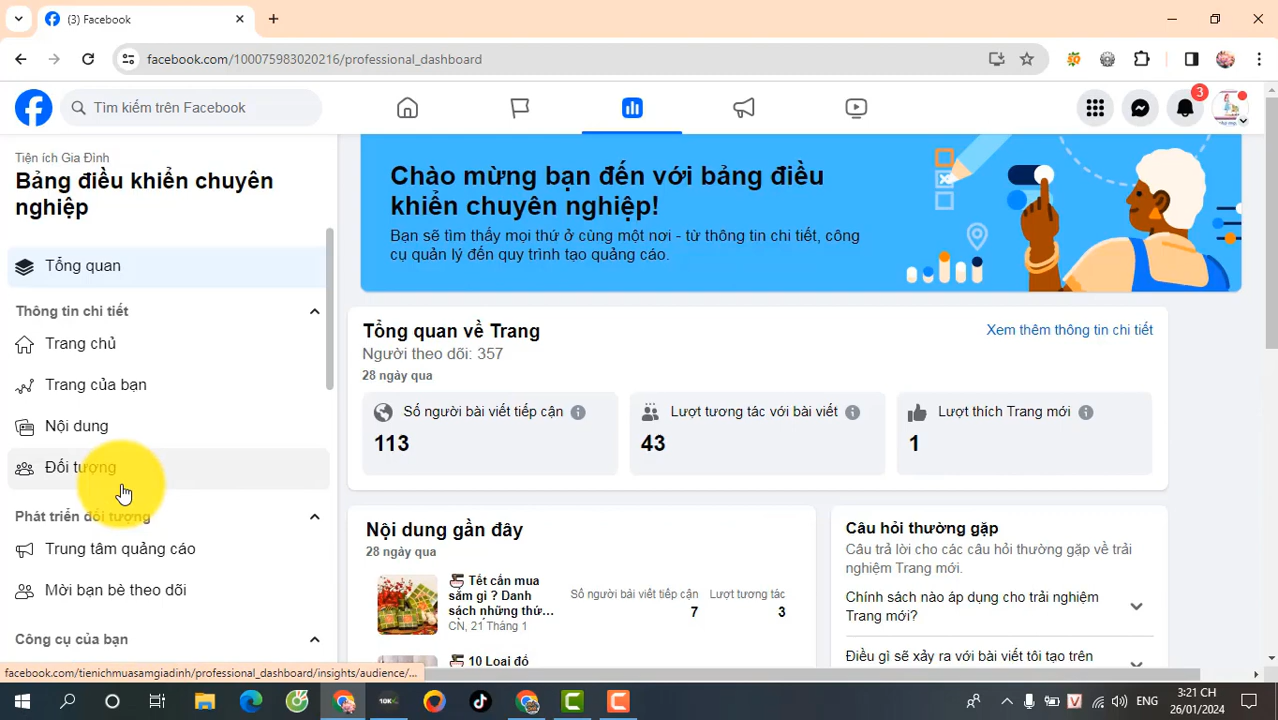 (3) Facebook
facebook.com/100075983020216/professional_dashboard
Tìm kiếm trên Facebook
3
Tiện ích Gia Đình
Bảng điều khiển chuyên
nghiệp
Tổng quan
Thông tin chi tiết
Trang chủ
Trang của bạn
Nội dung
Đối tượng
Phát triển đối tượng
Trung tâm quảng cáo
Mời bạn bè theo dõi
Công cụ của bạn
Chào mừng bạn đến với bảng điều
khiển chuyên nghiệp!
Bạn sẽ tìm thấy mọi thứ ở cùng một nơi - từ thông tin chi tiết, công
cụ quản lý đến quy trình tạo quảng cáo.
Tổng quan về Trang
Xem thêm thông tin chi tiết
Người theo dõi: 357
28 ngày qua
Số người bài viết tiếp cận
113
Lượt tương tác với bài viết
43
Lượt thích Trang mới
1
Nội dung gần đây
28 ngày qua
Số người bài viết tiếp cận Lượt tương tác
Tết cần mua
sắm gì ? Danh
sách những thứ...
CN, 21 Tháng 1
7 3
10 Loại đồ
Câu hỏi thường gặp
Câu trả lời cho các câu hỏi thường gặp về trải
nghiệm Trang mới.
Chính sách nào áp dụng cho trải nghiệm
Trang mới?
Điều gì sẽ xảy ra với bài viết tôi tạo trên
facebook.com/tienichmuasamgiadinh/professional_dashboard/insights/audience/...
10K
V
ENG
3:21 CH
26/01/2024